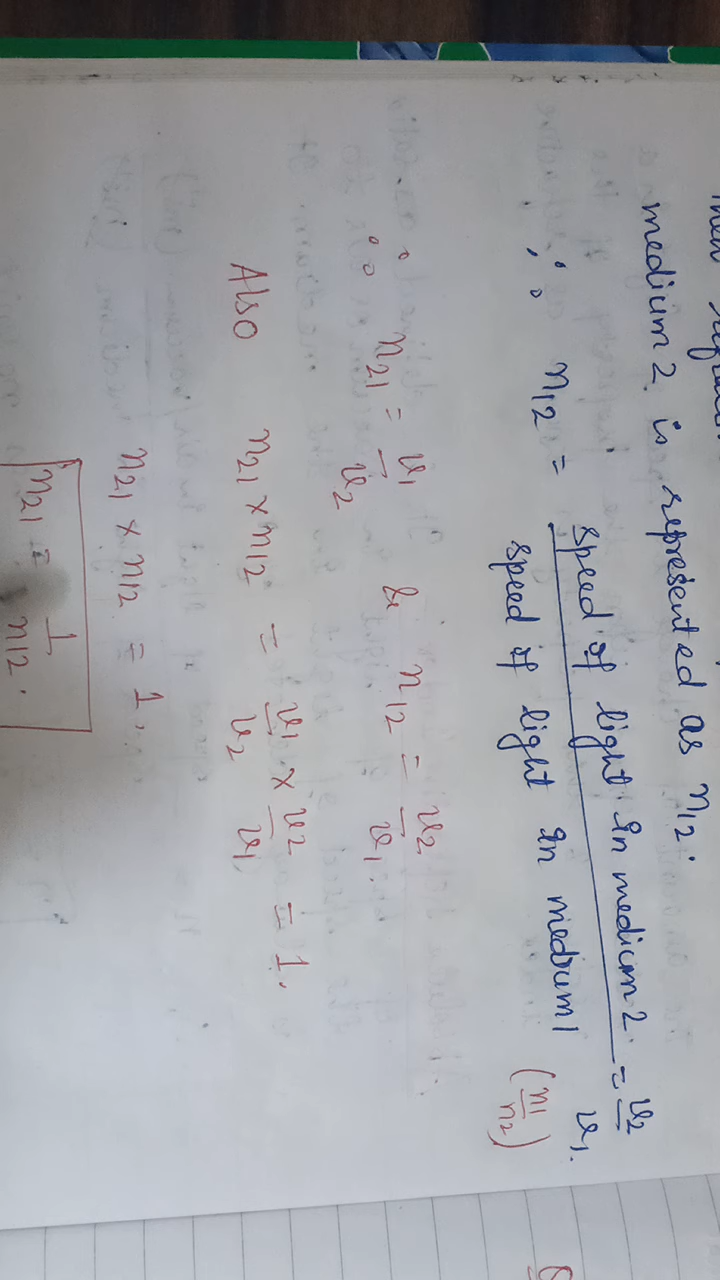 medium 2 is represented as n12.
∴ n12 = speed of light in medium 2 / speed of light in medium 1 = v2 / v1. (n1 / n2)
∴ n21 = v1 / v2 & n12 = v2 / v1.
Also n21 × n12 = v1 / v2 × v2 / v1 = 1.
n21 × n12 = 1.
n21 = 1 / n12.